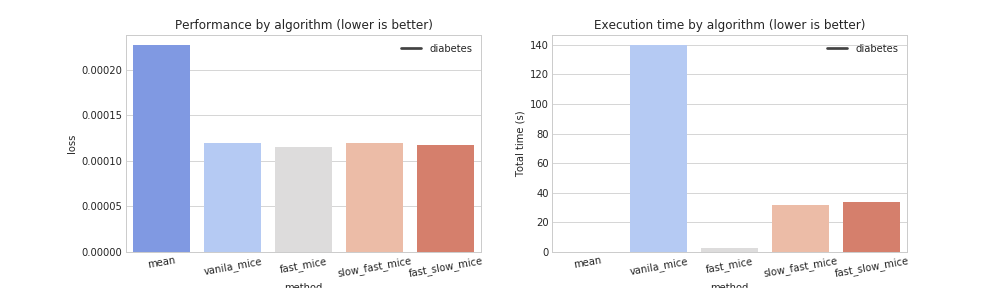 Performance by algorithm (lower is better)
diabetes
loss
0.00020
0.00015
0.00010
0.00005
0.00000
mean
vanila_mice
fast_mice
slow_fast_mice
fast_slow_mice
method
Execution time by algorithm (lower is better)
diabetes
Total time (s)
140
120
100
80
60
40
20
0
mean
vanila_mice
fast_mice
slow_fast_mice
fast_slow_mice
method